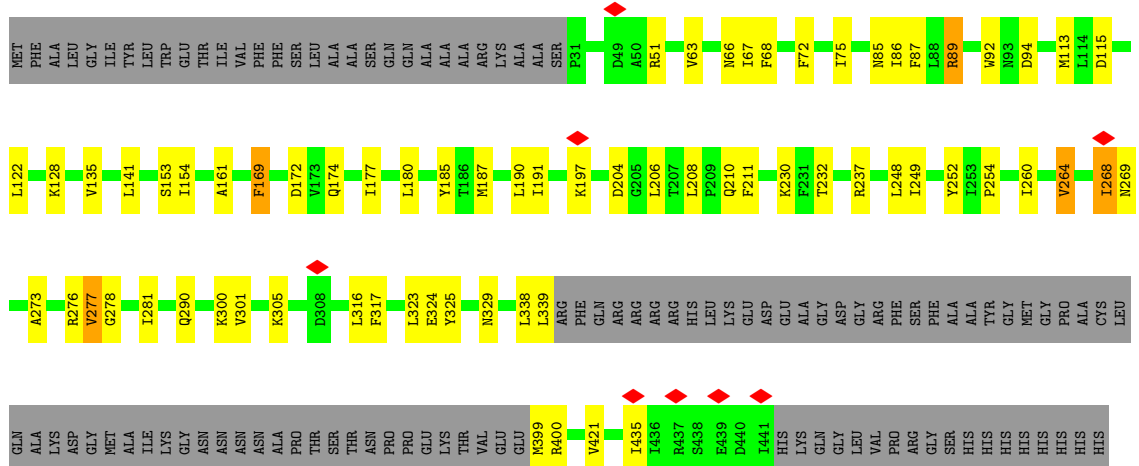 MET PHE ALA LEU GLY ILE TYR LEU TRP GLU THR ILE VAL PHE PHE SER LEU ALA ALA SER GLN GLN ALA ALA ALA ARG LYS ALA ALA SER P31 D49 A50 R51 V63 N66 I67 F68 F72 I75 N85 I86 F87 L88 R89 W92 N93 D94 M113 L114 D115
L122 K128 V135 L141 S153 I154 A161 F169 D172 V173 Q174 I177 L180 Y185 T186 M187 L190 I191 K197 D204 G205 L206 T207 L208 P209 Q210 F211 K230 F231 T232 R237 L248 I249 Y252 I253 P254 I260 V264 I268 N269
A273 R276 V277 G278 I281 Q290 K300 V301 K305 D308 L316 F317 L323 E324 Y325 N329 L338 L339 ARG PHE GLN ARG ARG ARG ARG HIS LEU LYS GLU ASP GLU ALA GLY ASP GLY ARG PHE SER PHE ALA ALA TYR GLY MET GLY PRO ALA CYS LEU
GLN ALA LYS ASP GLY MET ALA ILE LYS GLY ASN ASN ASN ASN ALA PRO THR SER THR ASN PRO PRO GLU LYS THR VAL GLU GLU M399 R400 V421 I435 I436 R437 S438 E439 D440 I441 HIS LYS GLN GLY LEU VAL PRO ARG GLY SER HIS HIS HIS HIS HIS HIS HIS HIS